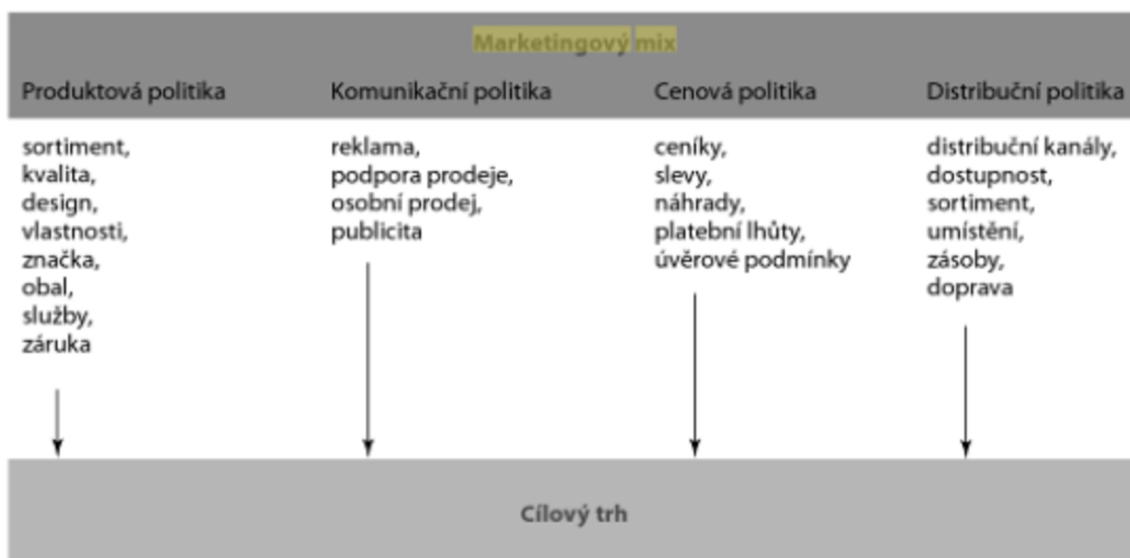 Marketingový mix
Produktová politika
sortiment,
kvalita,
design,
vlastnosti,
značka,
obal,
služby,
záruka
Komunikační politika
reklama,
podpora prodeje,
osobní prodej,
publicita
Cenová politika
ceníky,
slevy,
náhrady,
platební lhůty,
úvěrové podmínky
Distribuční politika
distribuční kanály,
dostupnost,
sortiment,
umístění,
zásoby,
doprava
Cílový trh